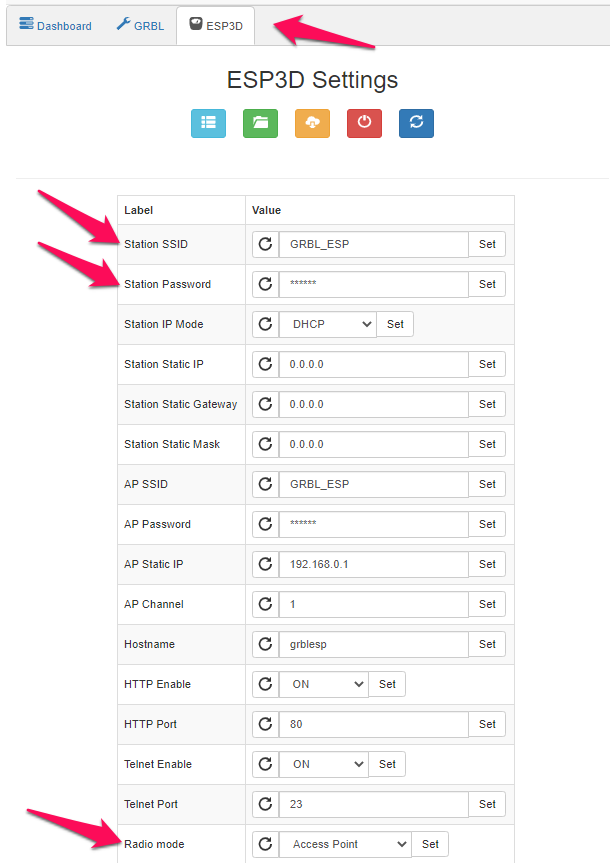 Dashboard GRBL ESP3D
ESP3D Settings
Label Value
Station SSID GRBL_ESP Set
Station Password ****** Set
Station IP Mode DHCP Set
Station Static IP 0.0.0.0 Set
Station Static Gateway 0.0.0.0 Set
Station Static Mask 0.0.0.0 Set
AP SSID GRBL_ESP Set
AP Password ****** Set
AP Static IP 192.168.0.1 Set
AP Channel 1 Set
Hostname grblesp Set
HTTP Enable ON Set
HTTP Port 80 Set
Telnet Enable ON Set
Telnet Port 23 Set
Radio mode Access Point Set